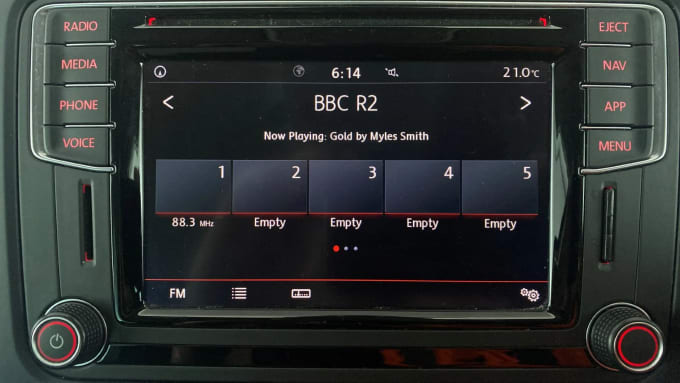 RADIO
MEDIA
PHONE
VOICE
EJECT
NAV
APP
MENU
6:14
21.0°C
BBC R2
Now Playing: Gold by Myles Smith
1 2 3 4 5
88.3 MHz Empty Empty Empty Empty
FM